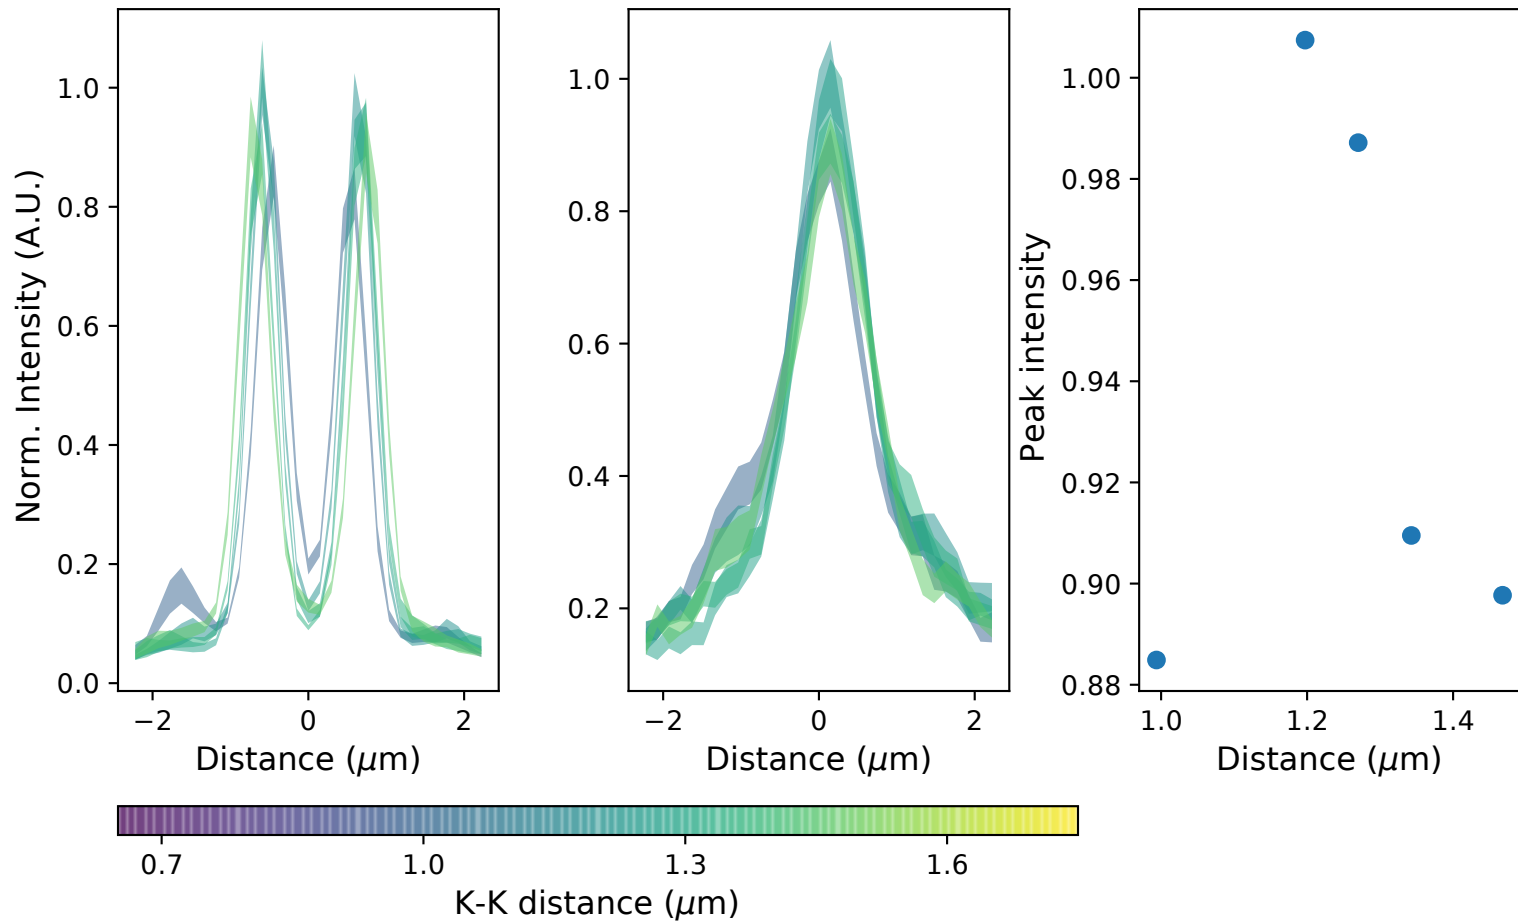 Norm. Intensity (A.U.)
1.0
0.8
0.6
0.4
0.2
0.0
−2 0 2
Distance (μm)
1.0
0.8
0.6
0.4
0.2
−2 0 2
Distance (μm)
Peak intensity
1.00
0.98
0.96
0.94
0.92
0.90
0.88
1.0 1.2 1.4
Distance (μm)
0.7 1.0 1.3 1.6
K-K distance (μm)